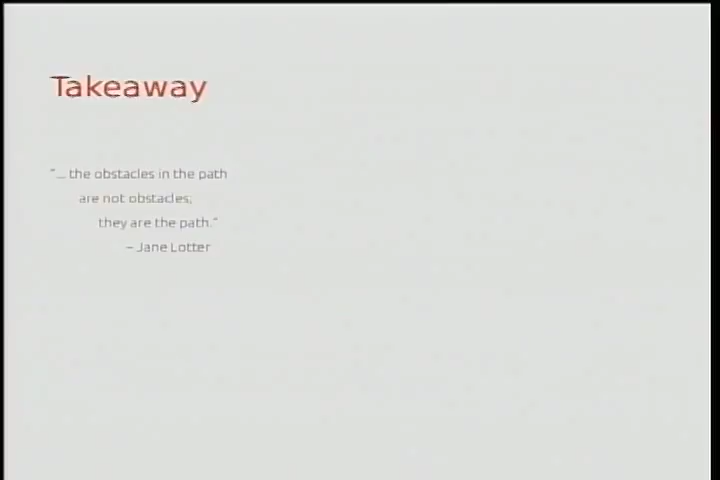 Takeaway
"... the obstacles in the path
are not obstacles;
they are the path."
– Jane Lotter